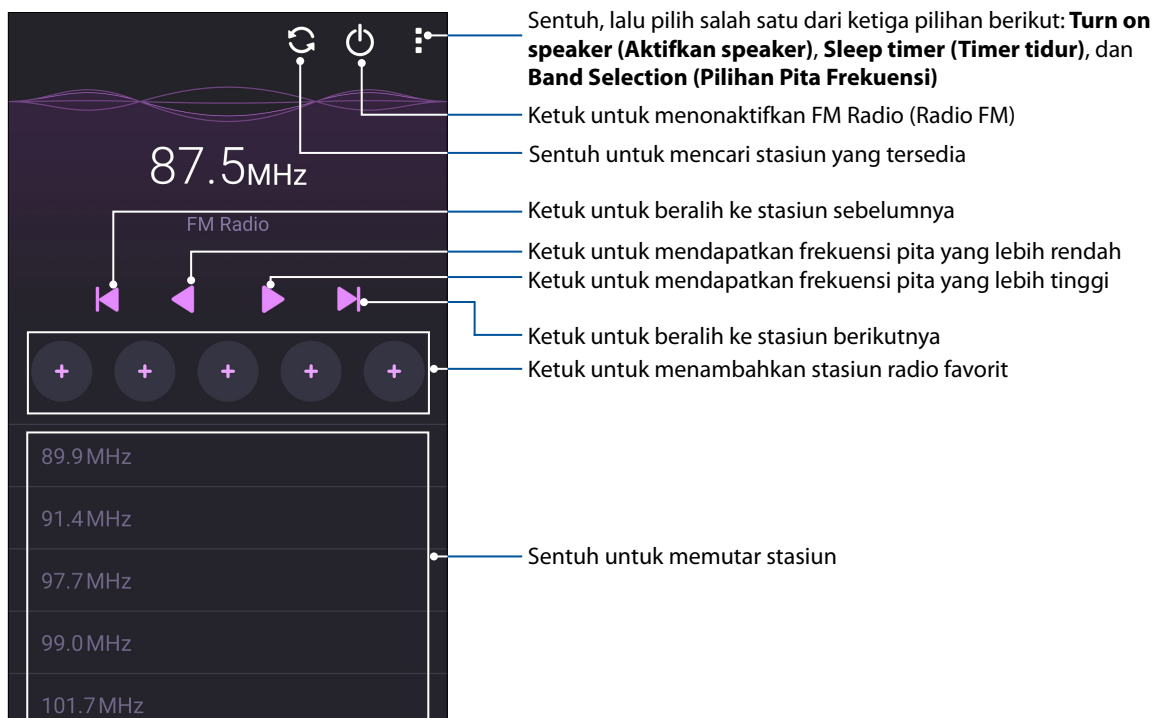 Sentuh, lalu pilih salah satu dari ketiga pilihan berikut: Turn on
speaker (Aktifkan speaker), Sleep timer (Timer tidur), dan
Band Selection (Pilihan Pita Frekuensi)
Ketuk untuk menonaktifkan FM Radio (Radio FM)
Sentuh untuk mencari stasiun yang tersedia
87.5MHz
FM Radio
Ketuk untuk beralih ke stasiun sebelumnya
Ketuk untuk mendapatkan frekuensi pita yang lebih rendah
Ketuk untuk mendapatkan frekuensi pita yang lebih tinggi
Ketuk untuk beralih ke stasiun berikutnya
Ketuk untuk menambahkan stasiun radio favorit
89.9MHz
91.4MHz
97.7MHz
99.0MHz
101.7MHz
Sentuh untuk memutar stasiun